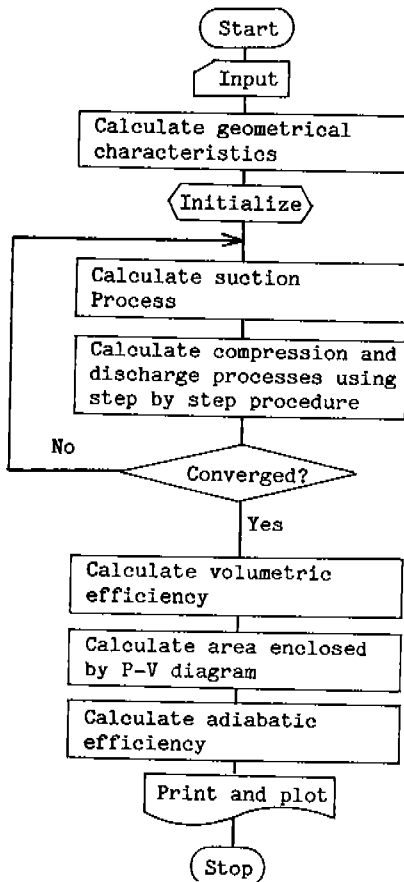 Start
Input
Calculate geometrical
characteristics
Initialize
Calculate suction
Process
Calculate compression and
discharge processes using
step by step procedure
No
Converged?
Yes
Calculate volumetric
efficiency
Calculate area enclosed
by P-V diagram
Calculate adiabatic
efficiency
Print and plot
Stop